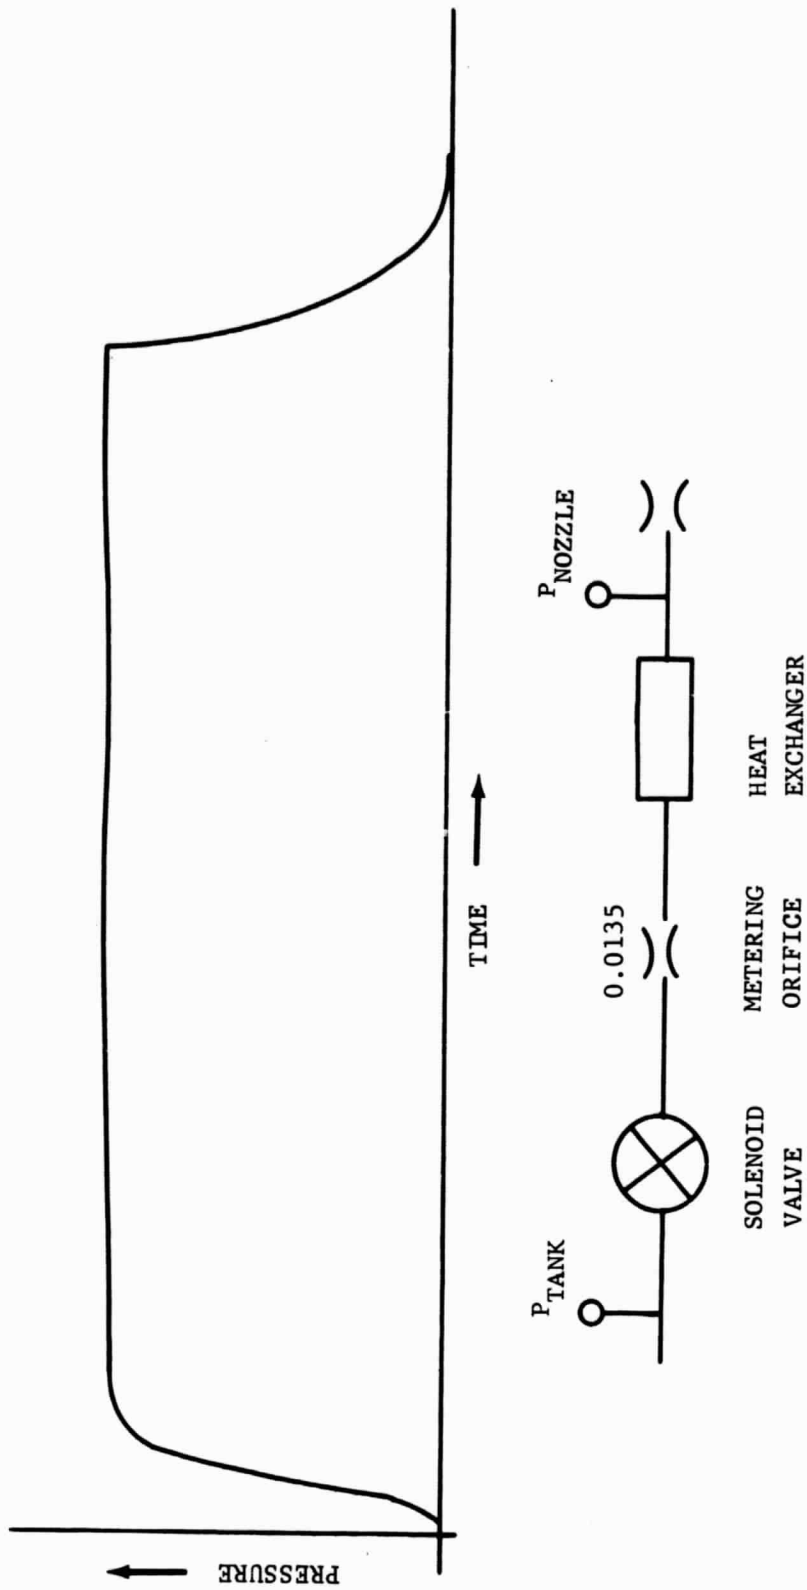 PRESSURE
TIME
P_TANK
0.0135
P_NOZZLE
SOLENOID
VALVE
METERING
ORIFICE
HEAT
EXCHANGER